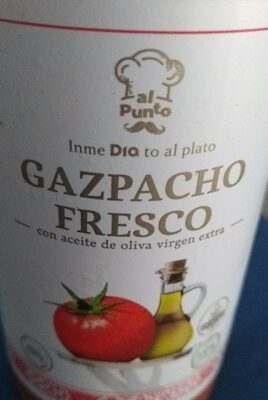 al
Punto
Inme Dia to al plato
GAZPACHO
FRESCO
con aceite de oliva virgen extra